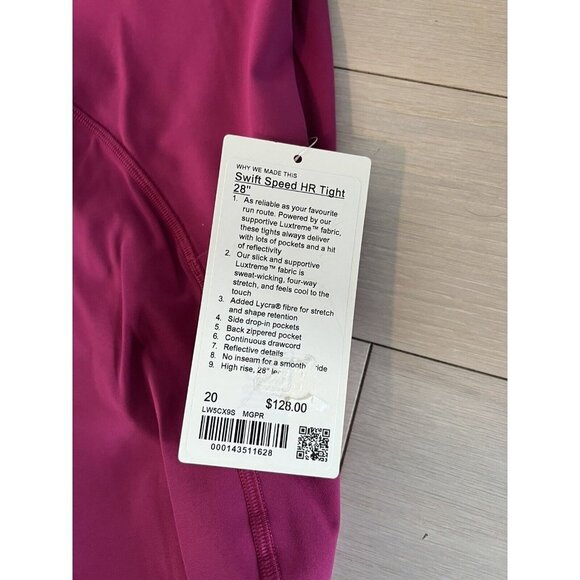 WHY WE MADE THIS
Swift Speed HR Tight
28"
1. As reliable as your favourite
run route. Powered by our
supportive Luxtreme™ fabric,
these tights always deliver
with lots of pockets and a hit
of reflectivity
2. Our slick and supportive
Luxtreme™ fabric is
sweat-wicking, four-way
stretch, and feels cool to the
touch
3. Added Lycra® fibre for stretch
and shape retention
4. Side drop-in pockets
5. Back zippered pocket
6. Continuous drawcord
7. Reflective details
8. No inseam for a smooth
9. High rise, 28"
20 $128.00
LW5CX9S MGPR
000143511628